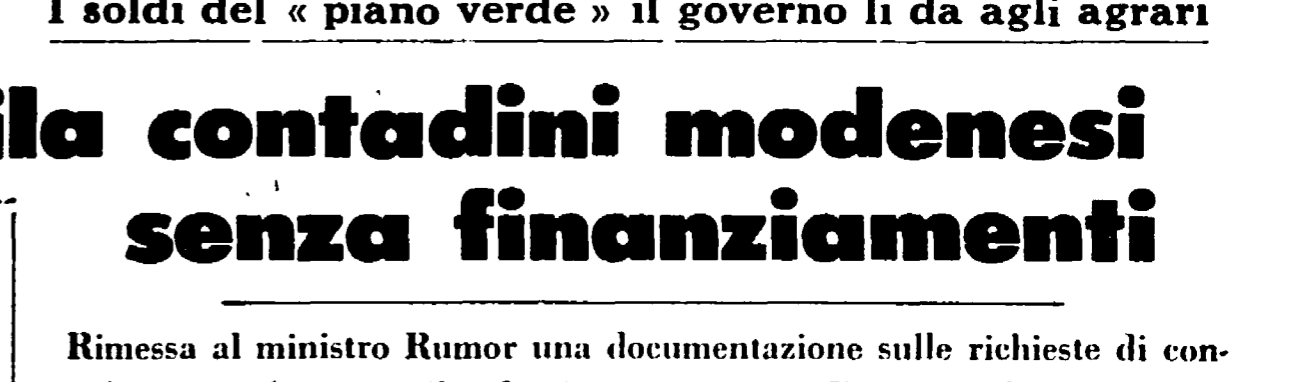 I soldi del « piano verde » il governo li da agli agrari
ila contadini modenesi
senza finanziamenti
Rimessa al ministro Rumor una documentazione sulle richieste di con-